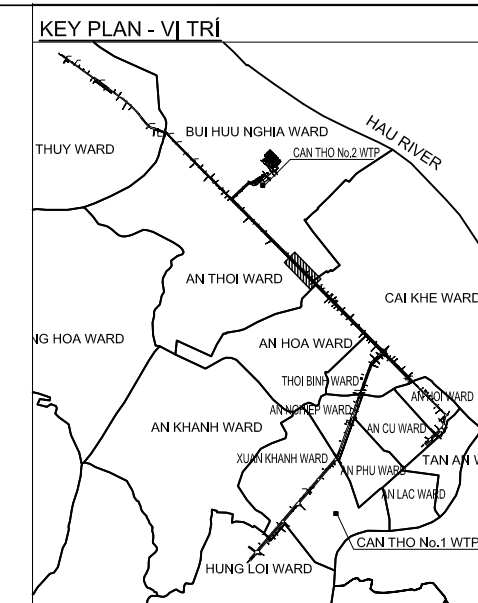 KEY PLAN - VỊ TRÍ
BUI HUU NGHIA WARD
HAU RIVER
THUY WARD
CAN THO No,2 WTP
AN THOI WARD
CAI KHE WARD
NG HOA WARD
AN HOA WARD
THOI BINH WARD
AN HOI WARD
AN NGHIEP WARD
AN KHANH WARD
AN CU WARD
XUAN KHANH WARD
TAN AN W
AN PHU WARD
AN LAC WARD
CAN THO No.1 WTP
HUNG LOI WARD